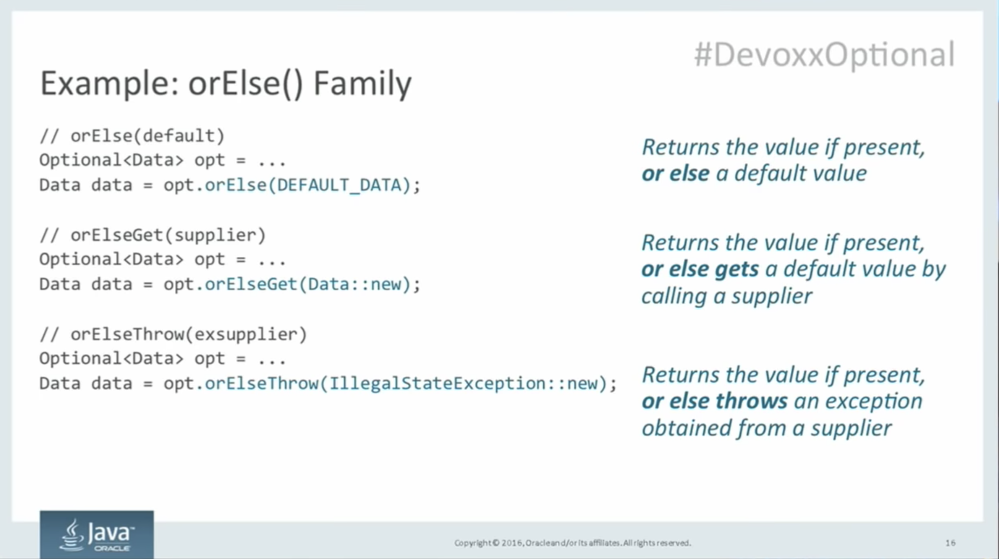 #DevoxxOptional
Example: orElse() Family
// orElse(default)
Optional<Data> opt = ...
Data data = opt.orElse(DEFAULT_DATA);
Returns the value if present,
or else a default value
// orElseGet(supplier)
Optional<Data> opt = ...
Data data = opt.orElseGet(Data::new);
Returns the value if present,
or else gets a default value by
calling a supplier
// orElseThrow(exsupplier)
Optional<Data> opt = ...
Data data = opt.orElseThrow(IllegalStateException::new);
Returns the value if present,
or else throws an exception
obtained from a supplier
Java™
ORACLE
Copyright © 2016, Oracle and/or its affiliates. All rights reserved.
16